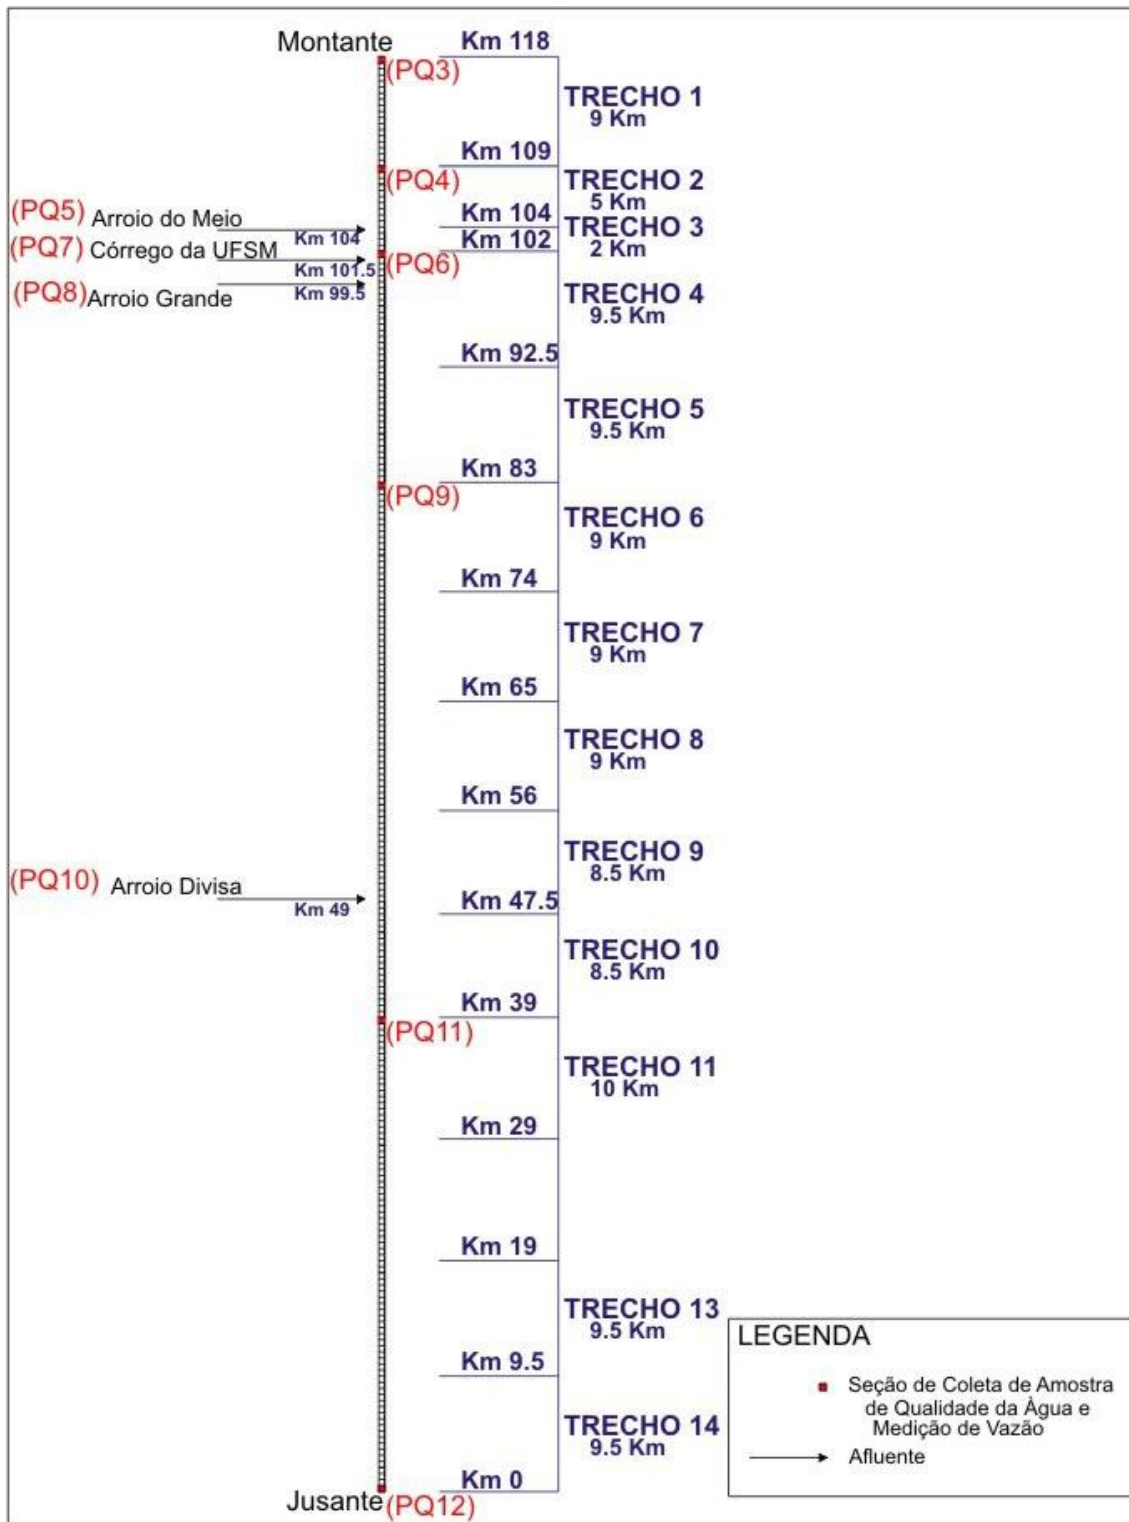 Montante
Km 118
(PQ3)
TRECHO 1
9 Km
Km 109
(PQ4)
TRECHO 2
5 Km
(PQ5) Arroio do Meio
Km 104
Km 104
TRECHO 3
2 Km
(PQ7) Córrego da UFSM
Km 101.5
Km 102
(PQ6)
(PQ8) Arroio Grande
Km 99.5
TRECHO 4
9.5 Km
Km 92.5
TRECHO 5
9.5 Km
Km 83
(PQ9)
TRECHO 6
9 Km
Km 74
TRECHO 7
9 Km
Km 65
TRECHO 8
9 Km
Km 56
TRECHO 9
8.5 Km
(PQ10) Arroio Divisa
Km 49
Km 47.5
TRECHO 10
8.5 Km
Km 39
(PQ11)
TRECHO 11
10 Km
Km 29
Km 19
TRECHO 13
9.5 Km
Km 9.5
TRECHO 14
9.5 Km
Km 0
Jusante (PQ12)
LEGENDA
Seção de Coleta de Amostra
de Qualidade da Àgua e
Medição de Vazão
Afluente